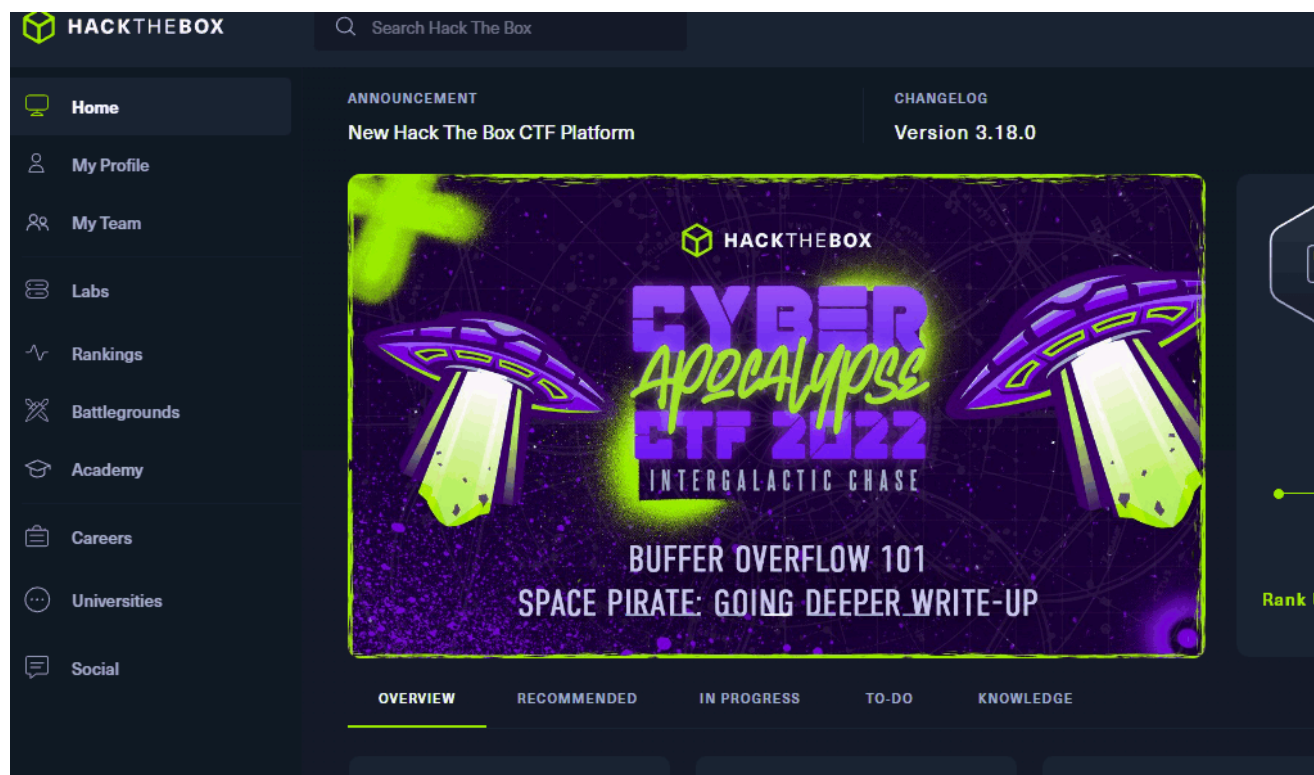 HACKTHEBOX
Search Hack The Box
Home
My Profile
My Team
Labs
Rankings
Battlegrounds
Academy
Careers
Universities
Social
ANNOUNCEMENT
New Hack The Box CTF Platform
CHANGELOG
Version 3.18.0
HACKTHEBOX
CYBER
APOCALYPSE
CTF 2022
INTERGALACTIC CHASE
BUFFER OVERFLOW 101
SPACE PIRATE: GOING DEEPER WRITE-UP
Rank
OVERVIEW RECOMMENDED IN PROGRESS TO-DO KNOWLEDGE